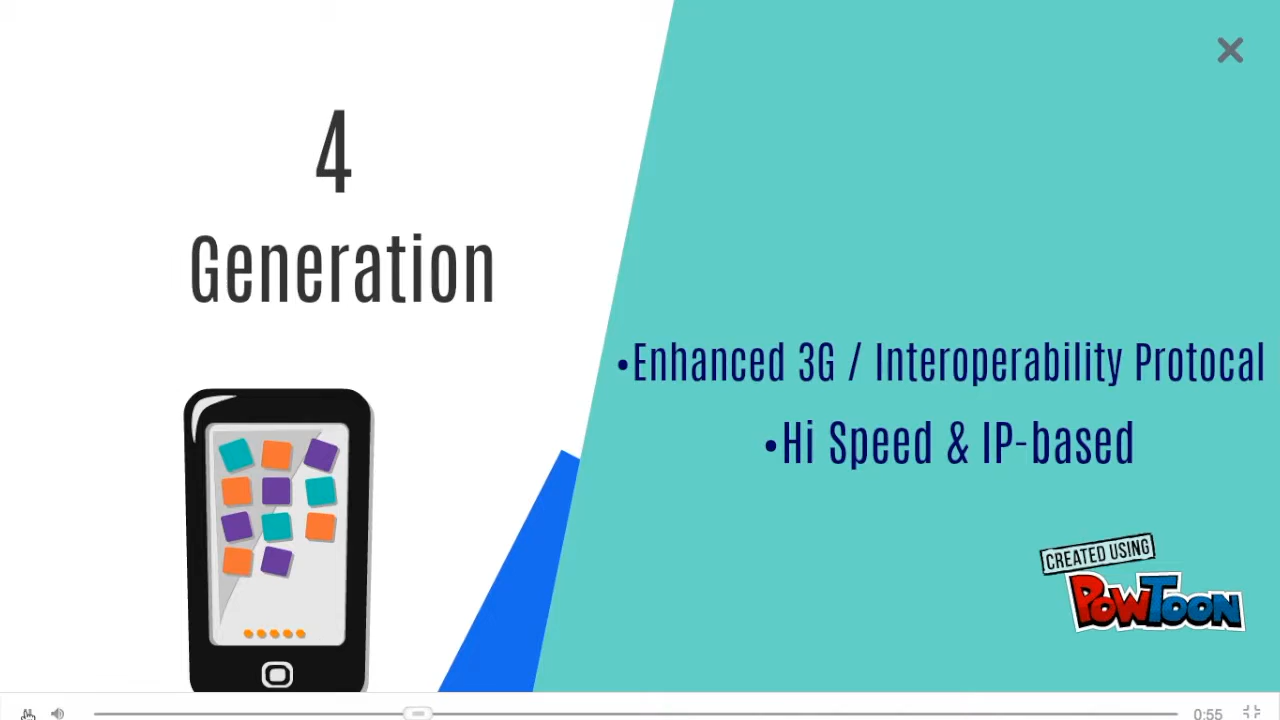 4
Generation
•Enhanced 3G / Interoperability Protocal
•Hi Speed & IP-based
CREATED USING
POWTOON
0:55